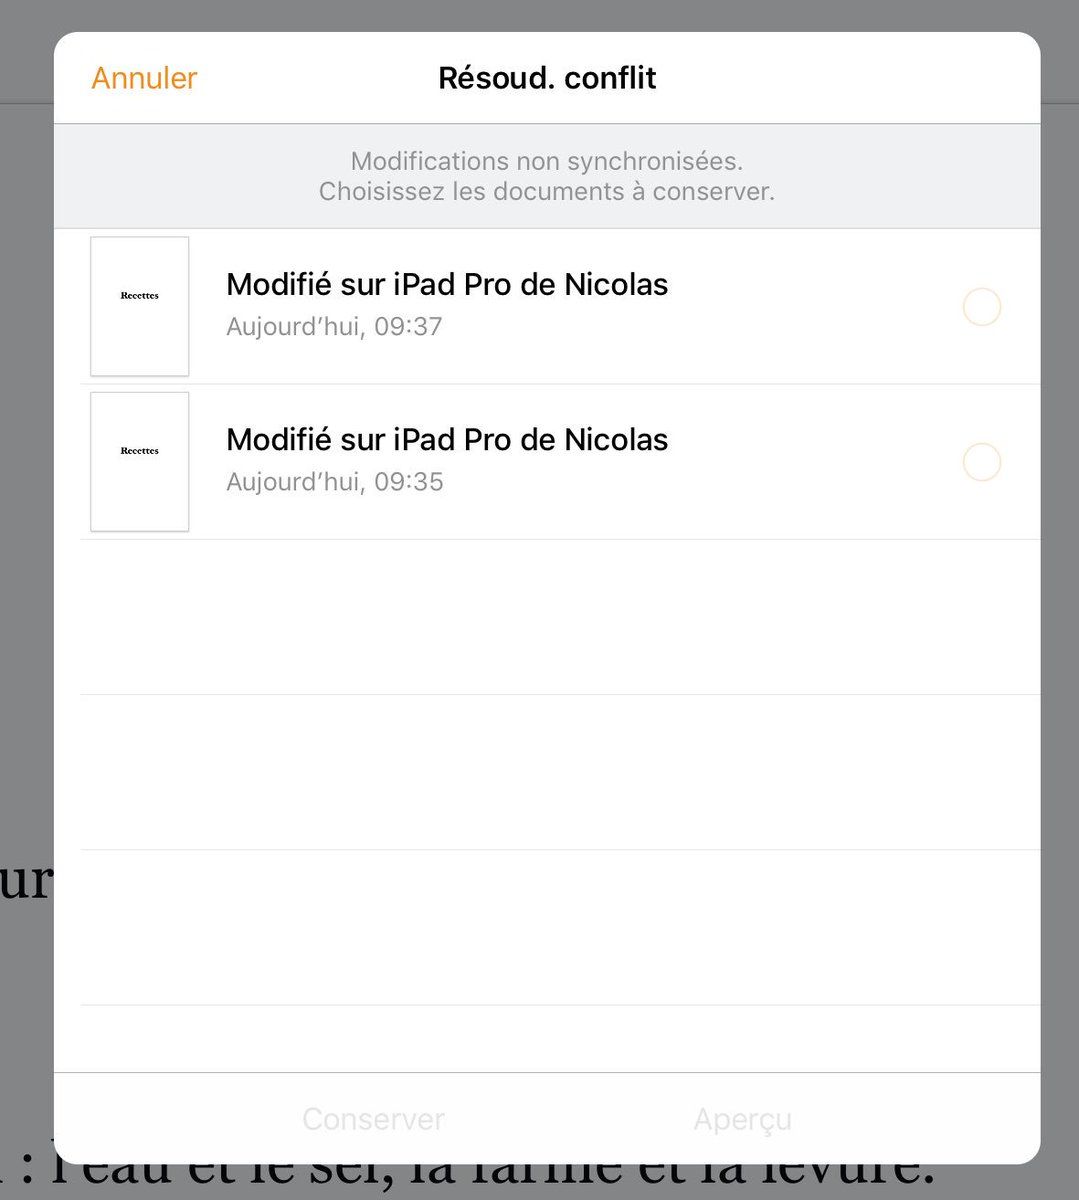 Annuler
Résoud. conflit
Modifications non synchronisées.
Choisissez les documents à conserver.
Recettes
Modifié sur iPad Pro de Nicolas
Aujourd’hui, 09:37
Recettes
Modifié sur iPad Pro de Nicolas
Aujourd’hui, 09:35
ur
Conserver
Aperçu
: l’eau et le sel, la farine et la levure.